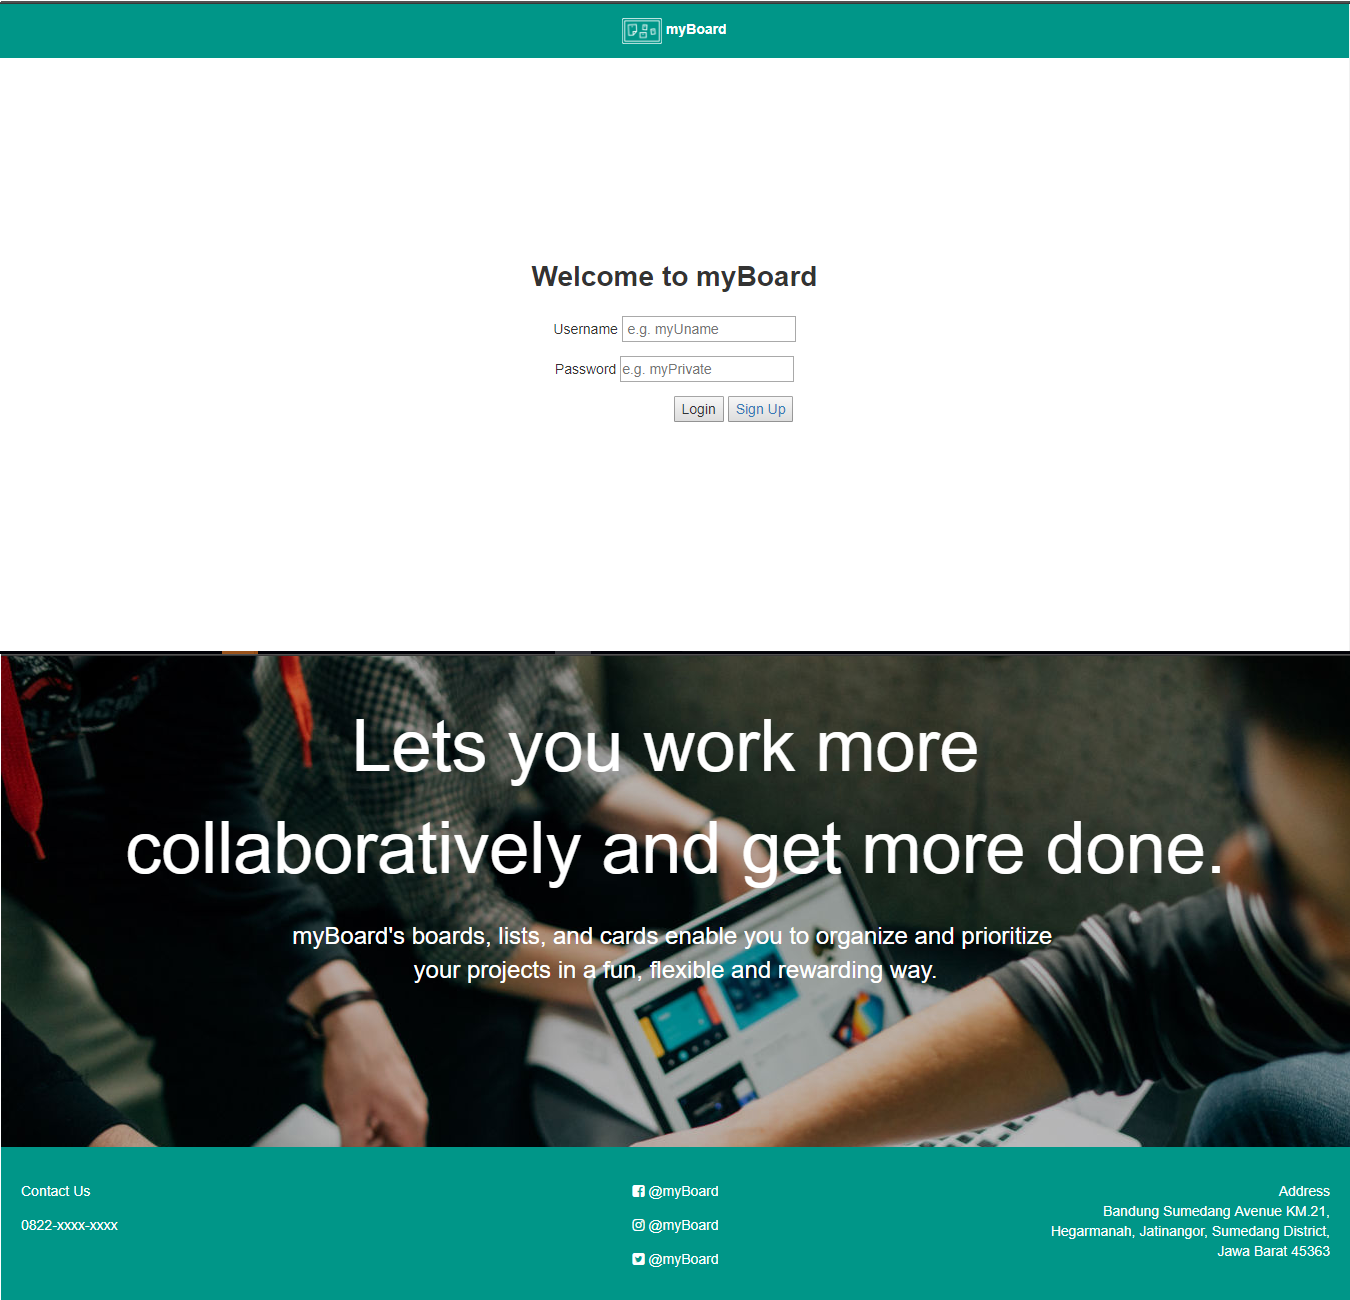 myBoard
Welcome to myBoard
Username e.g. myUname
Password e.g. myPrivate
Login Sign Up
Lets you work more
collaboratively and get more done.
myBoard's boards, lists, and cards enable you to organize and prioritize
your projects in a fun, flexible and rewarding way.
Contact Us
0822-xxxx-xxxx
@myBoard
@myBoard
@myBoard
Address
Bandung Sumedang Avenue KM.21,
Hegarmanah, Jatinangor, Sumedang District,
Jawa Barat 45363